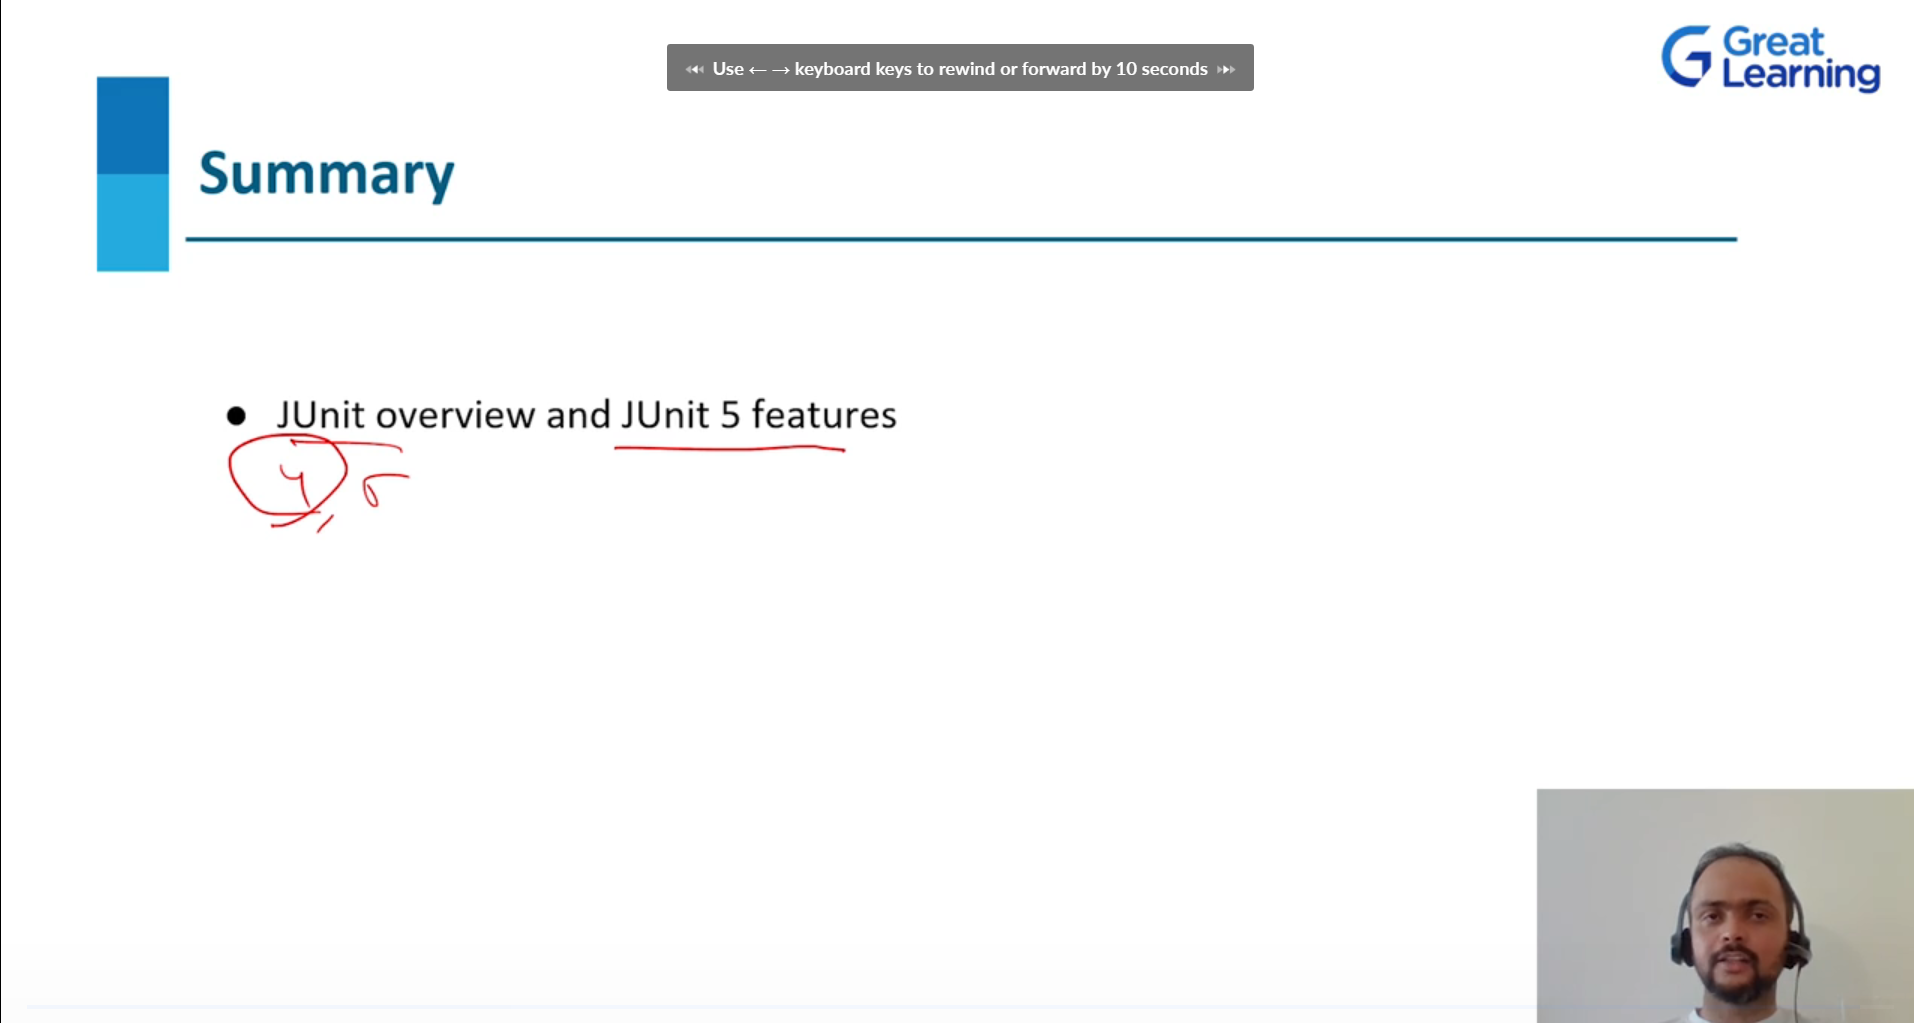 Great
Learning
Use ← → keyboard keys to rewind or forward by 10 seconds
Summary
● JUnit overview and JUnit 5 features
4 5